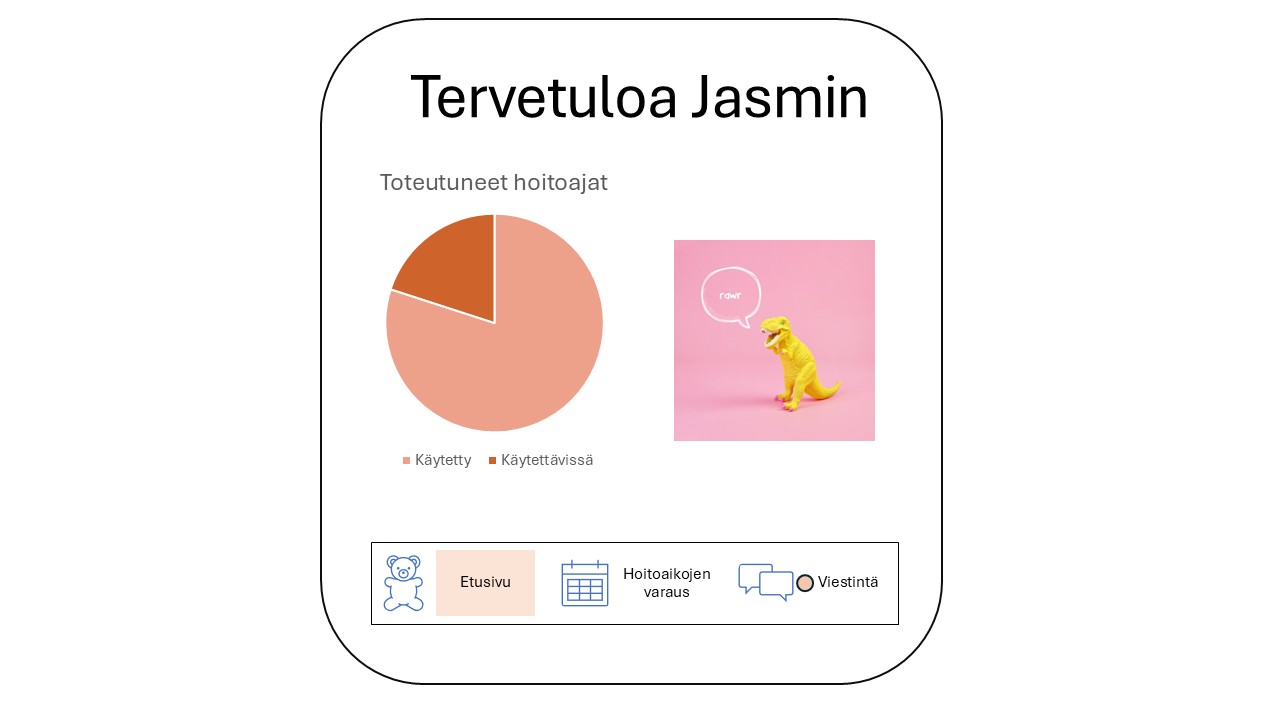 Tervetuloa Jasmin
Toteutuneet hoitoajat
rawr
Käytetty
Käytettävissä
Etusivu
Hoitoaikojen
varaus
Viestintä